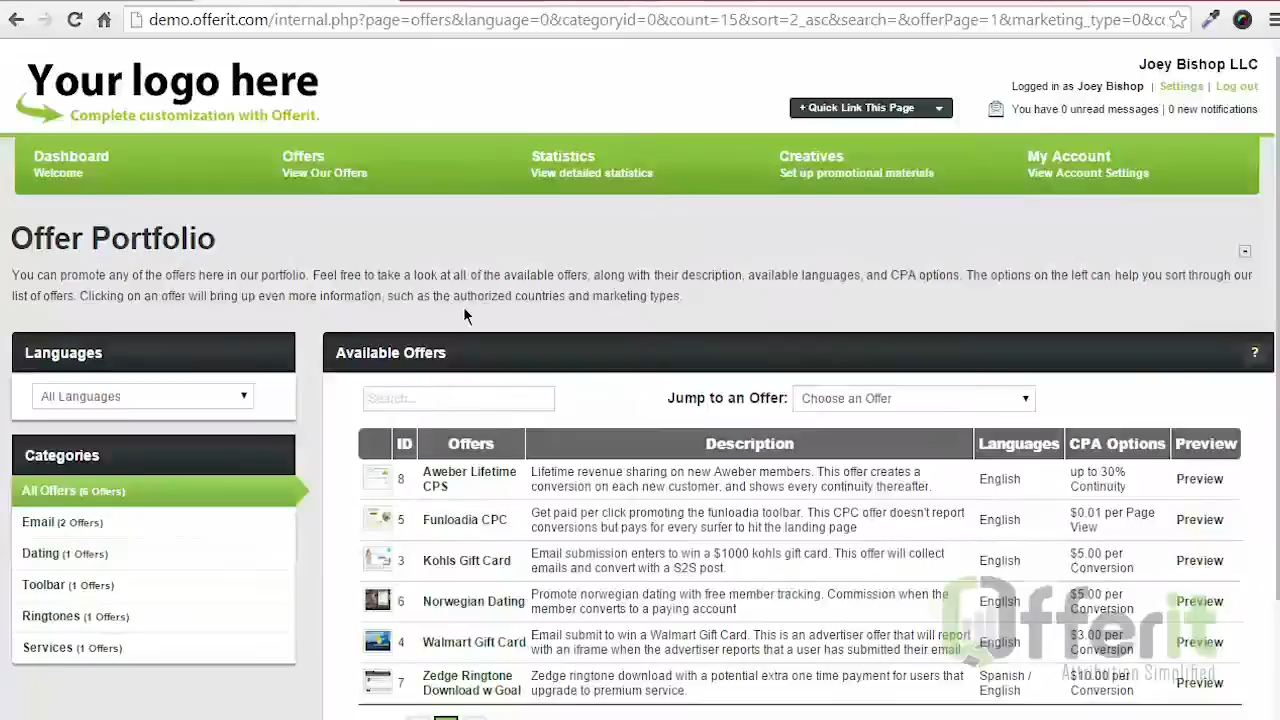 demo.offerit.com/internal.php?page=offers&language=0&categoryid=0&count=15&sort=2_asc&search=&offerPage=1&marketing_type=0&cc
Your logo here
Complete customization with Offerit.
Joey Bishop LLC
Logged in as Joey Bishop | Settings | Log out
+ Quick Link This Page
You have 0 unread messages | 0 new notifications
Dashboard
Welcome
Offers
View Our Offers
Statistics
View detailed statistics
Creatives
Set up promotional materials
My Account
View Account Settings
Offer Portfolio
You can promote any of the offers here in our portfolio. Feel free to take a look at all of the available offers, along with their description, available languages, and CPA options. The options on the left can help you sort through our
list of offers. Clicking on an offer will bring up even more information, such as the authorized countries and marketing types.
Languages
All Languages
Categories
All Offers (6 Offers)
Email (2 Offers)
Dating (1 Offers)
Toolbar (1 Offers)
Ringtones (1 Offers)
Services (1 Offers)
Available Offers
?
Search...
Jump to an Offer: Choose an Offer
ID Offers Description Languages CPA Options Preview
8 Aweber Lifetime CPS
Lifetime revenue sharing on new Aweber members. This offer creates a
conversion on each new customer, and shows every continuity thereafter.
English
up to 30%
Continuity
Preview
5 Funloadia CPC
Get paid per click promoting the funloadia toolbar. This CPC offer doesn't report
conversions but pays for every surfer to hit the landing page
English
$0.01 per Page
View
Preview
3 Kohls Gift Card
Email submission enters to win a $1000 kohls gift card. This offer will collect
emails and convert with a S2S post.
English
$5.00 per
Conversion
Preview
6 Norwegian Dating
Promote norwegian dating with free member tracking. Commission when the
member converts to a paying account
English
$5.00 per
Conversion
Preview
4 Walmart Gift Card
Email submit to win a Walmart Gift Card. This is an advertiser offer that will report
with an iframe when the advertiser reports that a user has submitted their email
English
$3.00 per
Conversion
Preview
7 Zedge Ringtone
Download w Goal
Zedge ringtone download with a potential extra one time payment for users that
upgrade to premium service.
Spanish /
English
$10.00 per
Conversion
Preview
Offerit
Attribution Simplified